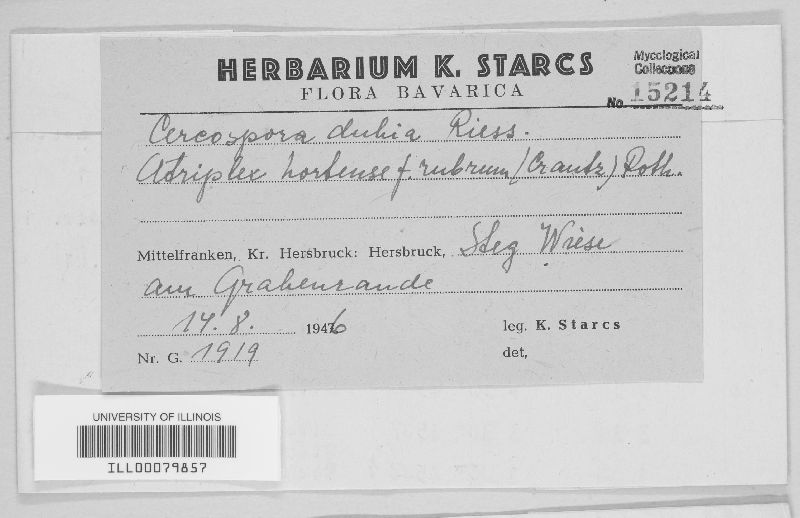 HERBARIUM K. STARCS
FLORA BAVARICA
Mycological
Collections
No. 15214
Cercospora dubia Riess.
Atriplex hortense f. rubrum (Crantz) Roth.
Mittelfranken, Kr. Hersbruck: Hersbruck, Steg Wiese
am Grabenrande
14. 8. 1946
leg. K. Starcs
Nr. G. 1919
det,
UNIVERSITY OF ILLINOIS
ILL00079857